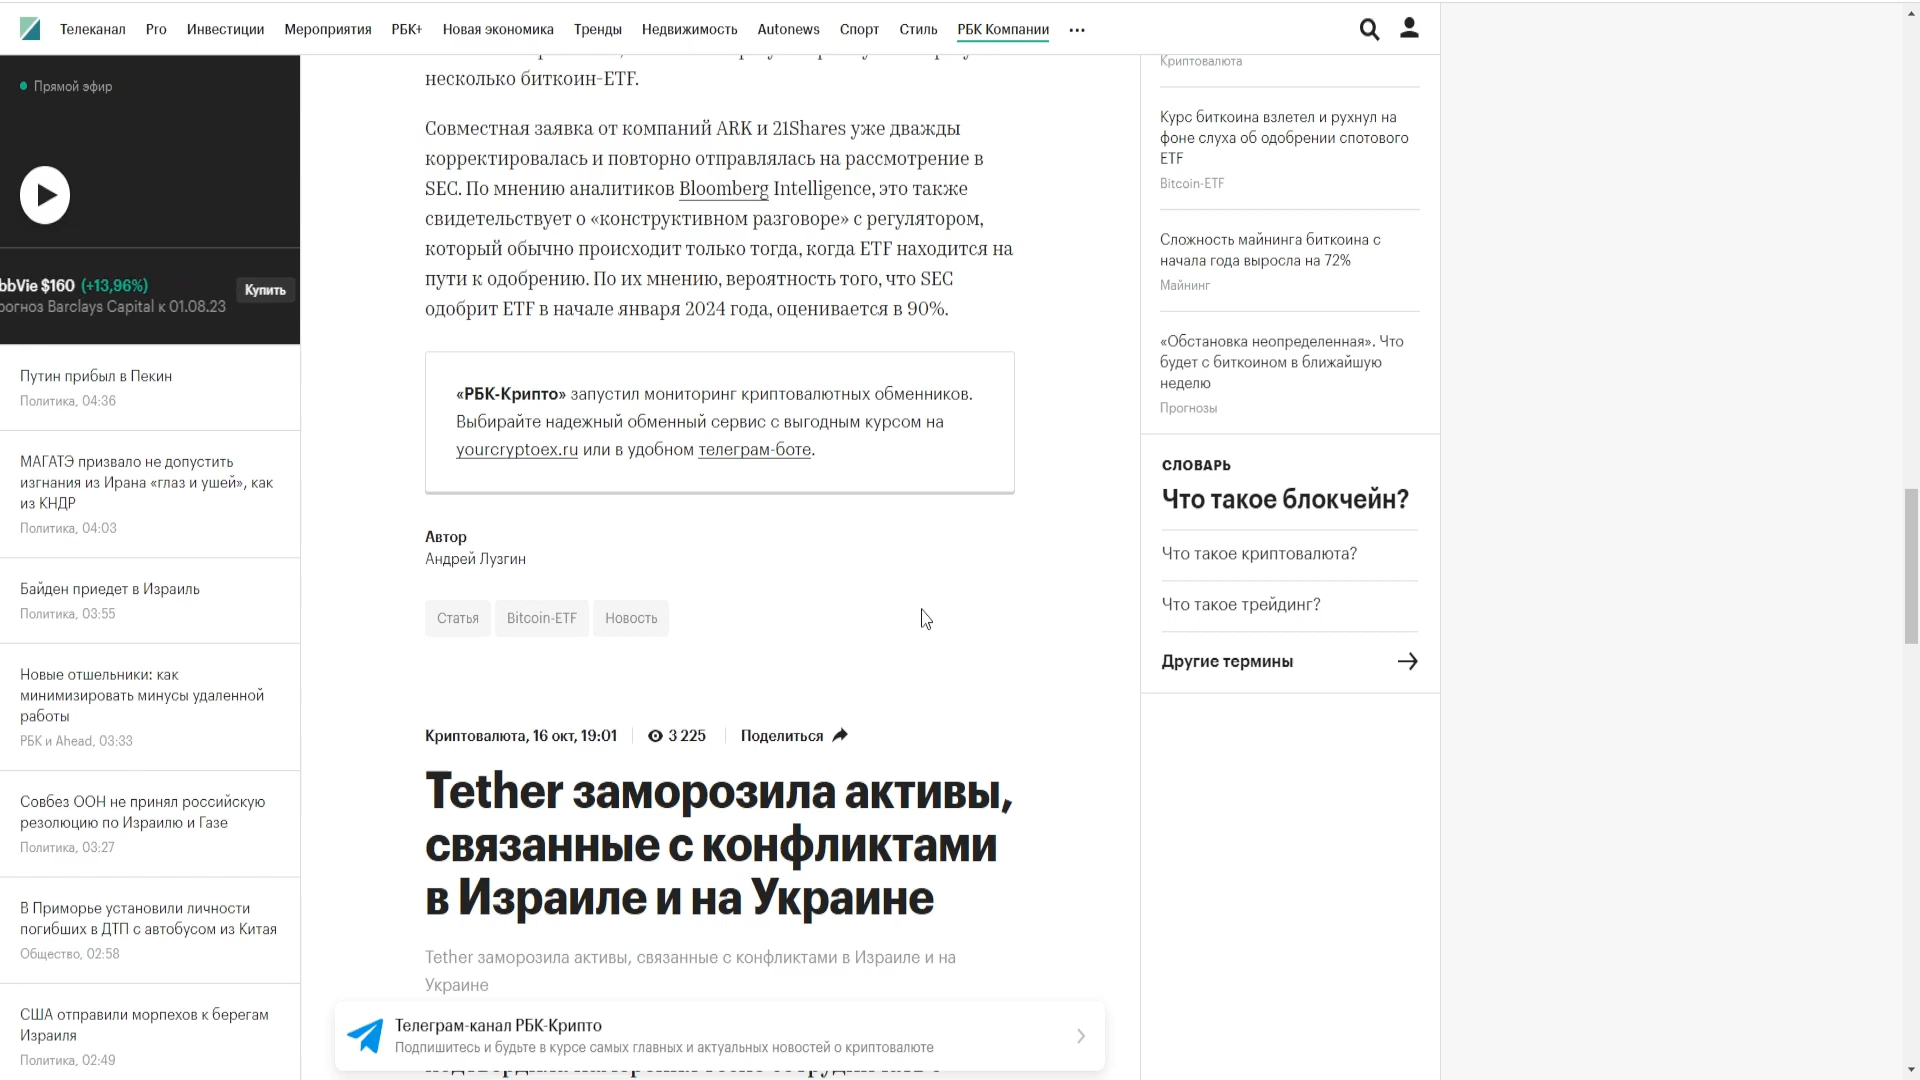 Телеканал Pro Инвестиции Мероприятия РБК+ Новая экономика Тренды Недвижимость Autonews Спорт Стиль РБК Компании ···
Прямой эфир
bbVie $160 (+13,96%)
рогноз Barclays Capital к 01.08.23
Купить
Путин прибыл в Пекин
Политика, 04:36
МАГАТЭ призвало не допустить
изгнания из Ирана «глаз и ушей», как
из КНДР
Политика, 04:03
Байден приедет в Израиль
Политика, 03:55
Новые отшельники: как
минимизировать минусы удаленной
работы
РБК и Ahead, 03:33
Совбез ООН не принял российскую
резолюцию по Израилю и Газе
Политика, 03:27
В Приморье установили личности
погибших в ДТП с автобусом из Китая
Общество, 02:58
США отправили морпехов к берегам
Израиля
Политика, 02:49
несколько биткоин-ETF.
Совместная заявка от компаний ARK и 21Shares уже дважды
корректировалась и повторно отправлялась на рассмотрение в
SEC. По мнению аналитиков Bloomberg Intelligence, это также
свидетельствует о «конструктивном разговоре» с регулятором,
который обычно происходит только тогда, когда ETF находится на
пути к одобрению. По их мнению, вероятность того, что SEC
одобрит ETF в начале января 2024 года, оценивается в 90%.
«РБК-Крипто» запустил мониторинг криптовалютных обменников.
Выбирайте надежный обменный сервис с выгодным курсом на
yourcryptoex.ru или в удобном телеграм-боте.
Автор
Андрей Лузгин
Статья Bitcoin-ETF Новость
Криптовалюта, 16 окт, 19:01 3 225 Поделиться
Tether заморозила активы,
связанные с конфликтами
в Израиле и на Украине
Tether заморозила активы, связанные с конфликтами в Израиле и на
Украине
Телеграм-канал РБК-Крипто
Подпишитесь и будьте в курсе самых главных и актуальных новостей о криптовалюте
Криптовалюта
Курс биткоина взлетел и рухнул на
фоне слуха об одобрении спотового
ETF
Bitcoin-ETF
Сложность майнинга биткоина с
начала года выросла на 72%
Майнинг
«Обстановка неопределенная». Что
будет с биткоином в ближайшую
неделю
Прогнозы
СЛОВАРЬ
Что такое блокчейн?
Что такое криптовалюта?
Что такое трейдинг?
Другие термины